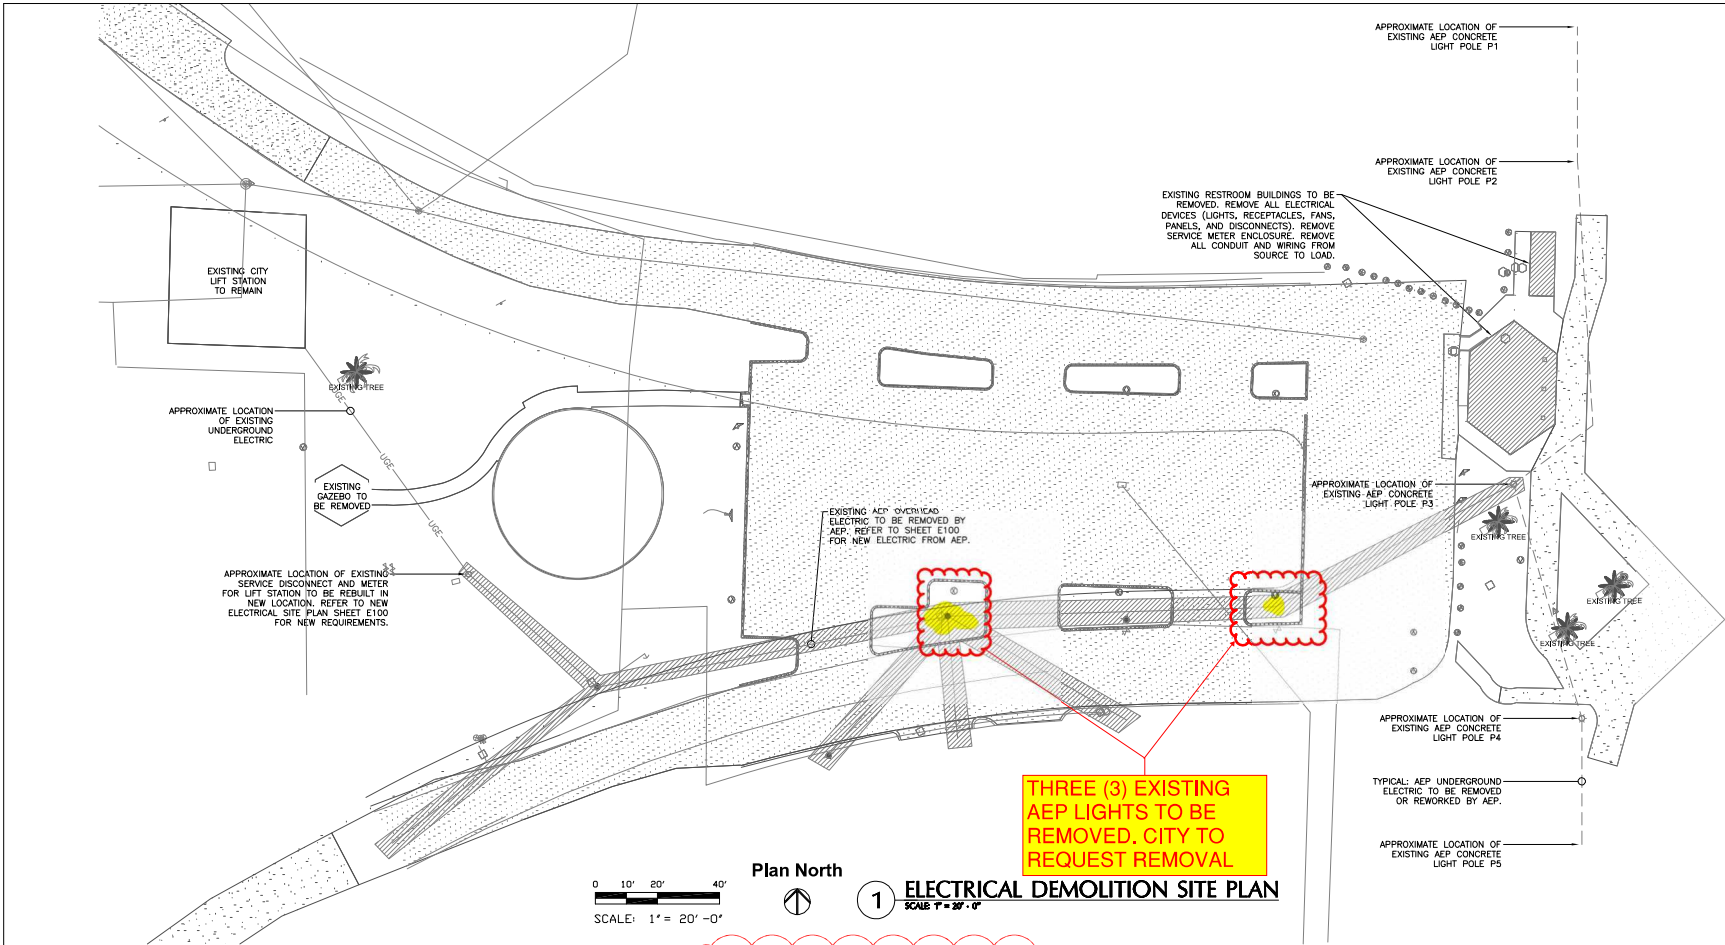 APPROXIMATE LOCATION OF
EXISTING AEP CONCRETE
LIGHT POLE P1
APPROXIMATE LOCATION OF
EXISTING AEP CONCRETE
LIGHT POLE P2
EXISTING RESTROOM BUILDINGS TO BE
REMOVED. REMOVE ALL ELECTRICAL
DEVICES (LIGHTS, RECEPTACLES, FANS,
PANELS, AND DISCONNECTS). REMOVE
SERVICE METER ENCLOSURE. REMOVE
ALL CONDUIT AND WIRING FROM
SOURCE TO LOAD.
EXISTING CITY
LIFT STATION
TO REMAIN
EXISTING TREE
UGE
APPROXIMATE LOCATION
OF EXISTING
UNDERGROUND
ELECTRIC
UGE
EXISTING
GAZEBO TO
BE REMOVED
UGE
APPROXIMATE LOCATION OF
EXISTING AEP CONCRETE
LIGHT POLE P3
EXISTING AEP OVERHEAD
ELECTRIC TO BE REMOVED BY
AEP. REFER TO SHEET E100
FOR NEW ELECTRIC FROM AEP.
EXISTING TREE
APPROXIMATE LOCATION OF EXISTING
SERVICE DISCONNECT AND METER
FOR LIFT STATION TO BE REBUILT IN
NEW LOCATION. REFER TO NEW
ELECTRICAL SITE PLAN SHEET E100
FOR NEW REQUIREMENTS.
EXISTING TREE
EXISTING TREE
APPROXIMATE LOCATION OF
EXISTING AEP CONCRETE
LIGHT POLE P4
TYPICAL: AEP UNDERGROUND
ELECTRIC TO BE REMOVED
OR REWORKED BY AEP.
APPROXIMATE LOCATION OF
EXISTING AEP CONCRETE
LIGHT POLE P5
THREE (3) EXISTING
AEP LIGHTS TO BE
REMOVED. CITY TO
REQUEST REMOVAL
0 10' 20' 40'
SCALE: 1" = 20'-0"
Plan North
1 ELECTRICAL DEMOLITION SITE PLAN
SCALE: 1" = 20' - 0"